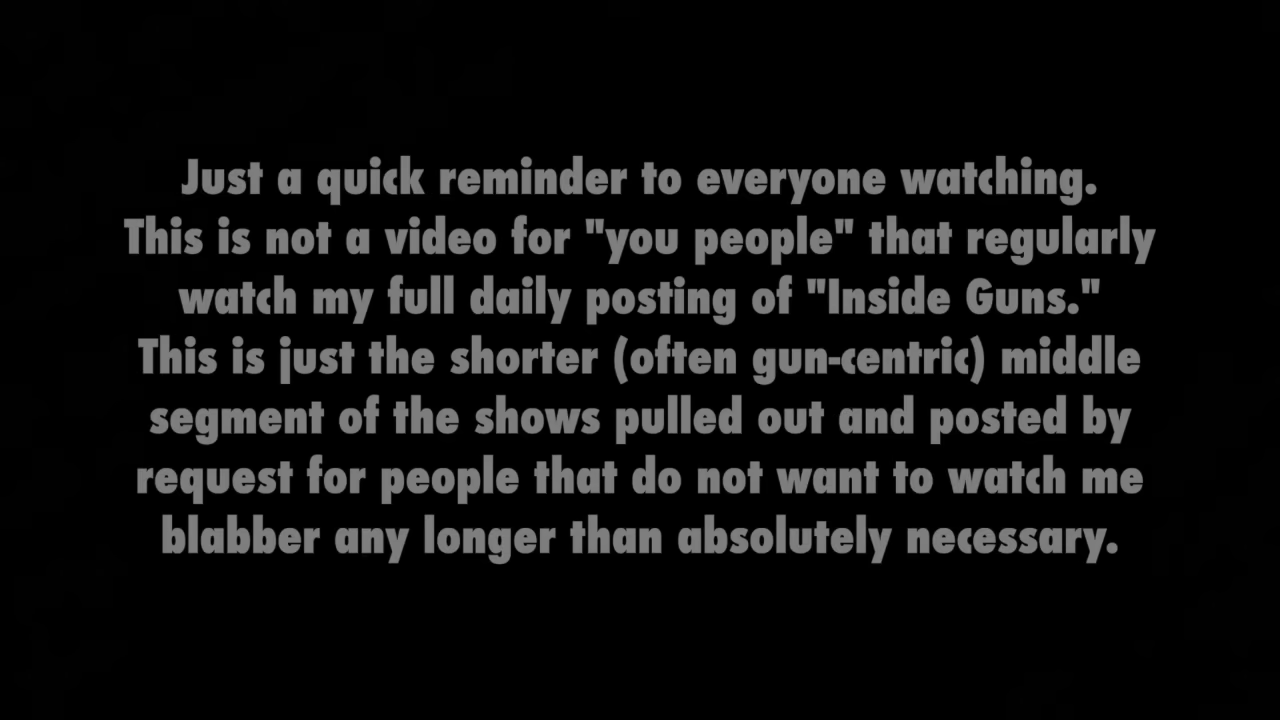 Just a quick reminder to everyone watching.
This is not a video for "you people" that regularly
watch my full daily posting of "Inside Guns."
This is just the shorter (often gun-centric) middle
segment of the shows pulled out and posted by
request for people that do not want to watch me
blabber any longer than absolutely necessary.